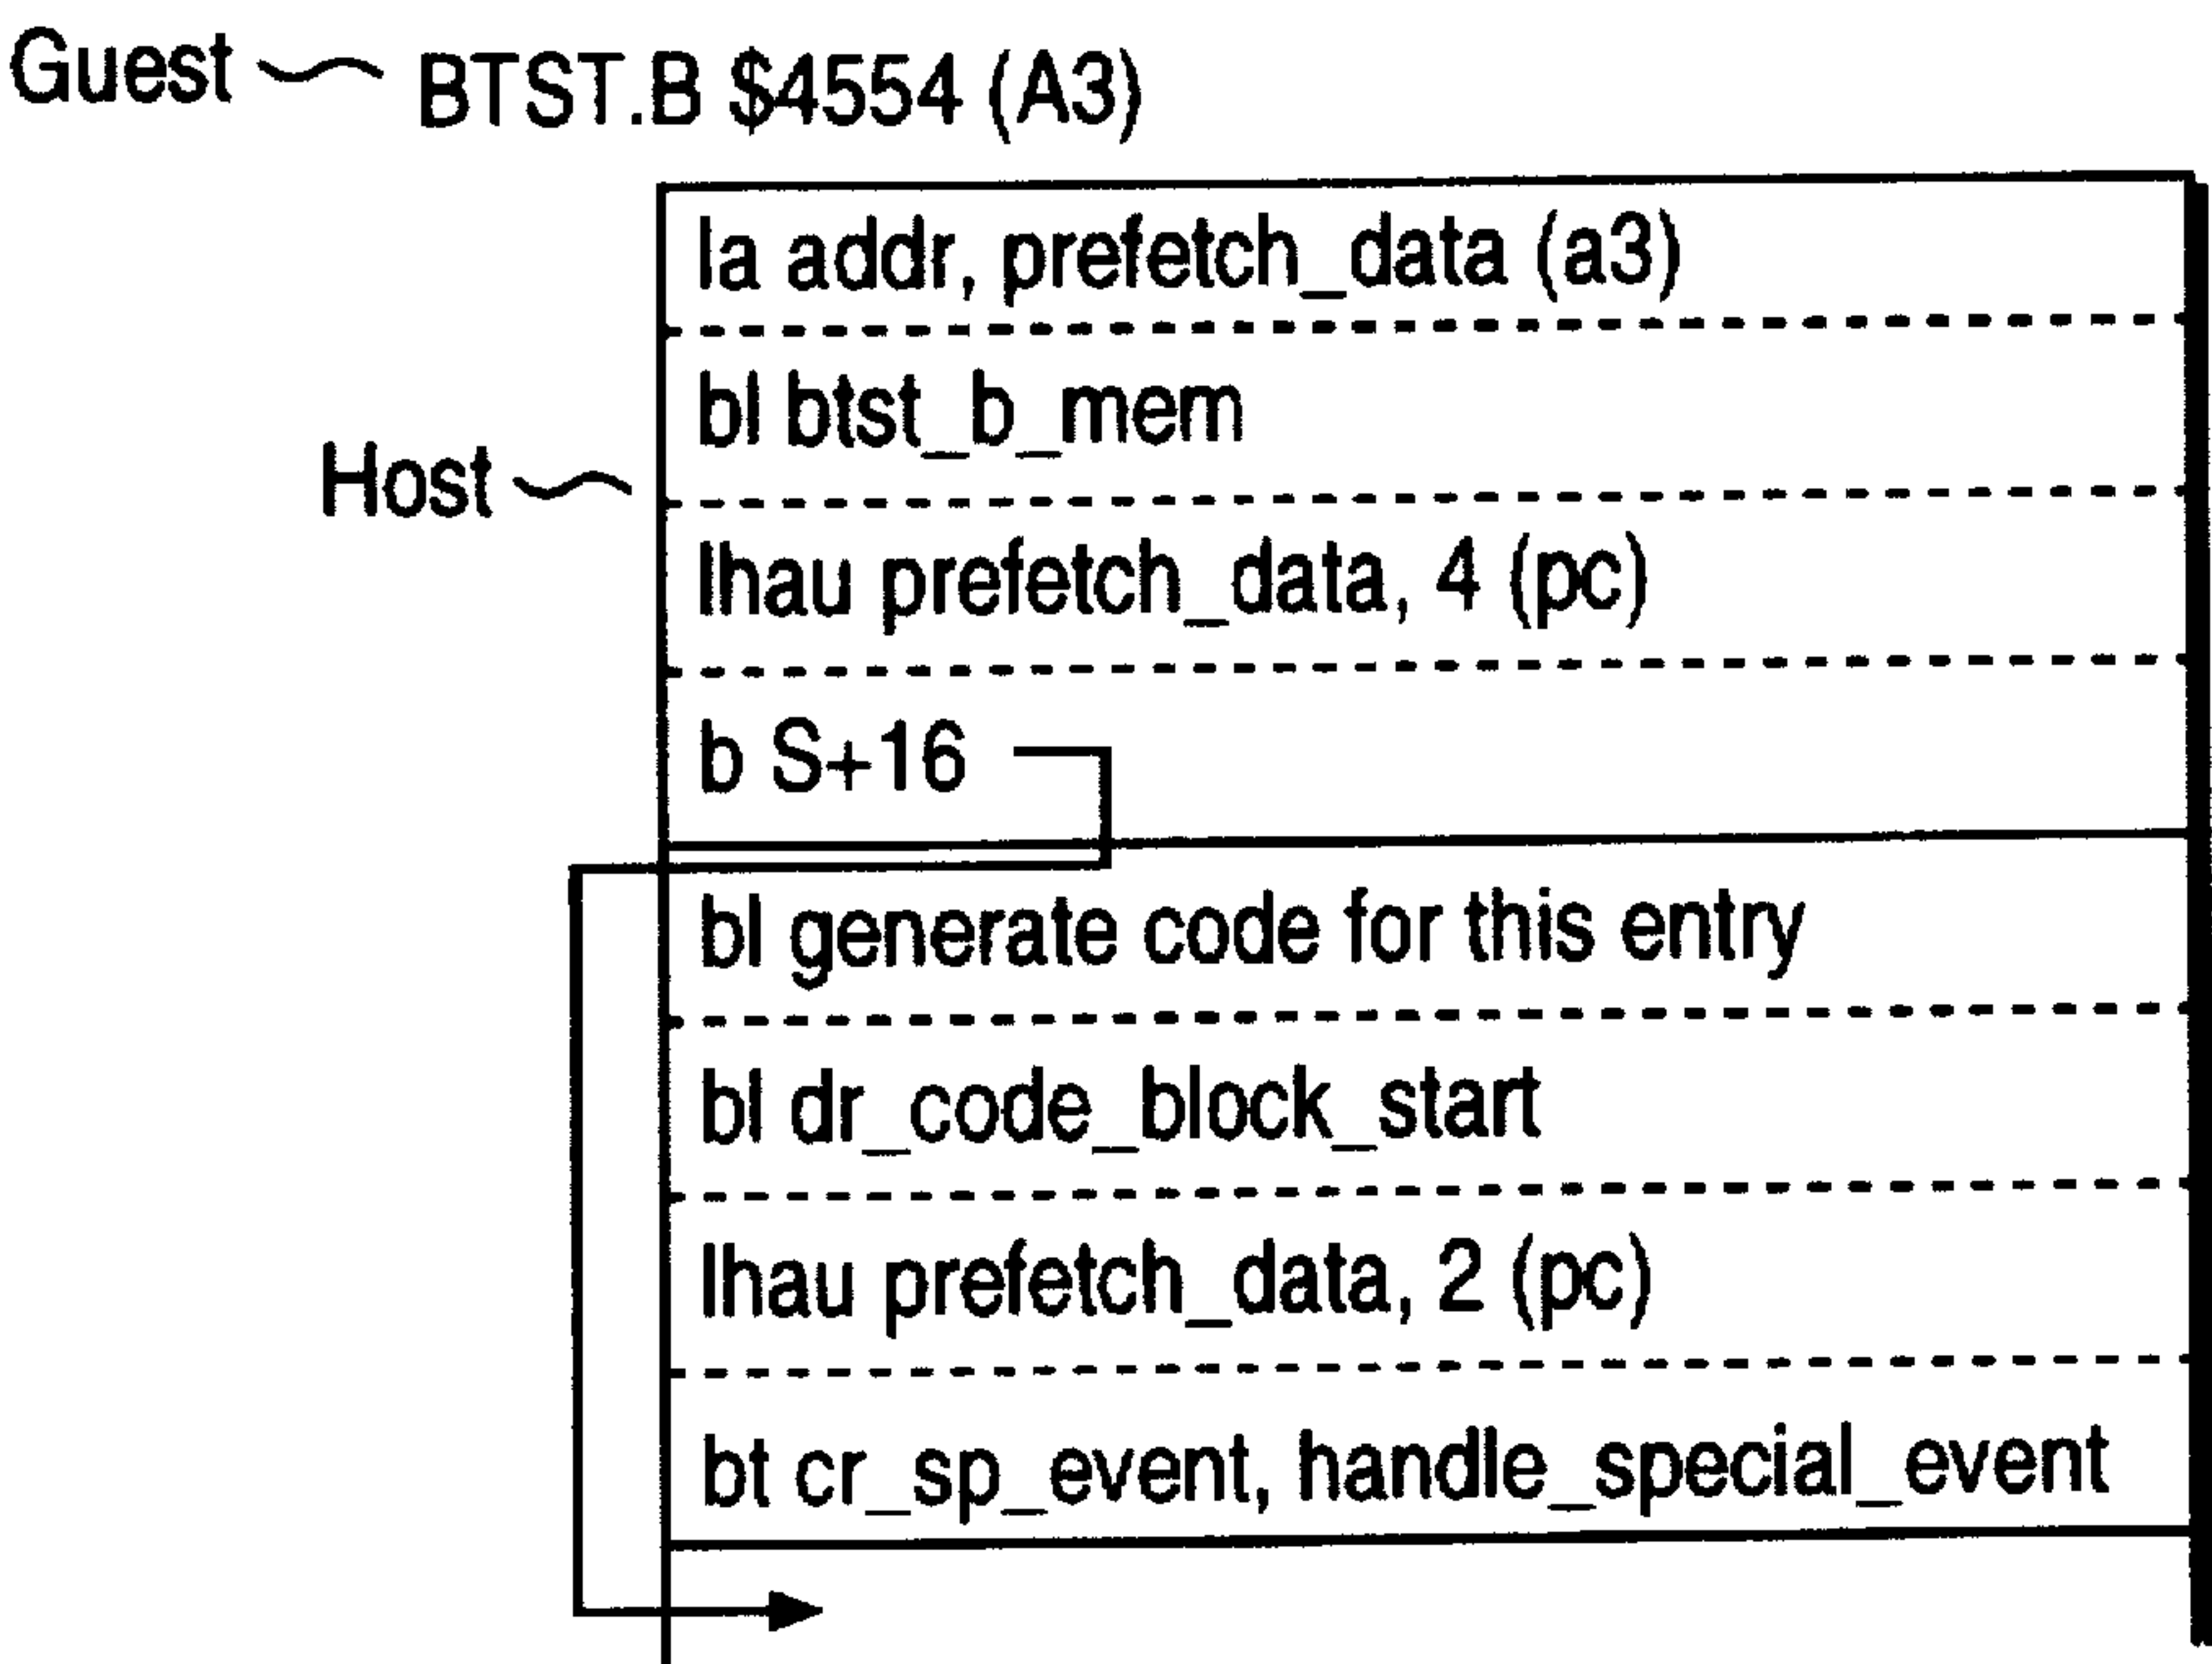 Guest BTST.B $4554 (A3)
la addr, prefetch_data (a3)
bl btst_b_mem
Host
lhau prefetch_data, 4 (pc)
b S+16
bl generate code for this entry
bl dr_code_block_start
lhau prefetch_data, 2 (pc)
bt cr_sp_event, handle_special_event